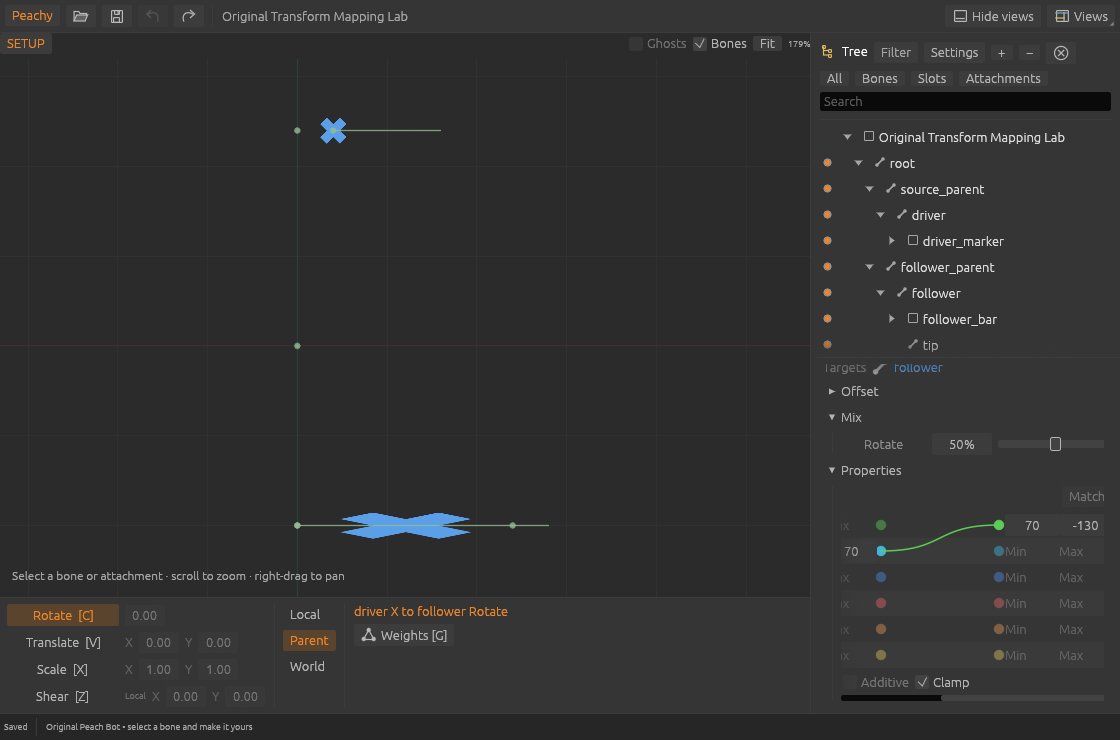 Peachy Original Transform Mapping Lab Hide views Views
SETUP Ghosts Bones Fit 179%
Tree Filter Settings + −
All Bones Slots Attachments
Search
Original Transform Mapping Lab
root
source_parent
driver
driver_marker
follower_parent
follower
follower_bar
tip
Targets follower
Offset
Mix
Rotate 50%
Properties
Match
70 -130
70 Min Max
Min Max
Min Max
Min Max
Min Max
Additive Clamp
Select a bone or attachment · scroll to zoom · right-drag to pan
Rotate [C] 0.00
Translate [V] X 0.00 Y 0.00
Scale [X] X 1.00 Y 1.00
Shear [Z] Local X 0.00 Y 0.00
Local
Parent
World
driver X to follower Rotate
Weights [G]
Saved Original Peach Bot • select a bone and make it yours